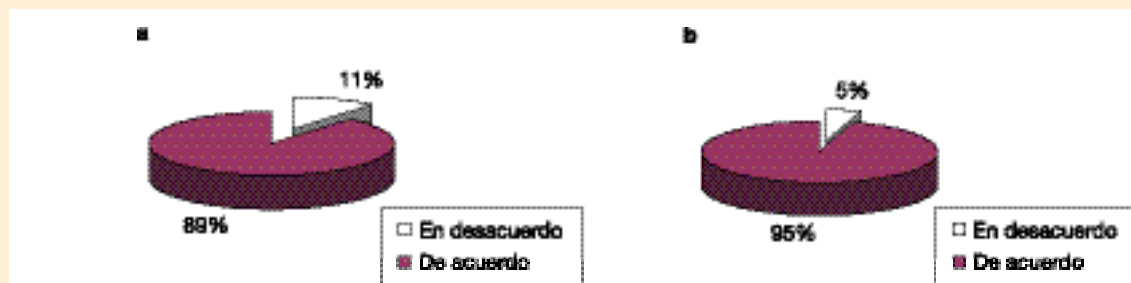 a
11%
89%
En desacuerdo
De acuerdo
b
5%
95%
En desacuerdo
De acuerdo